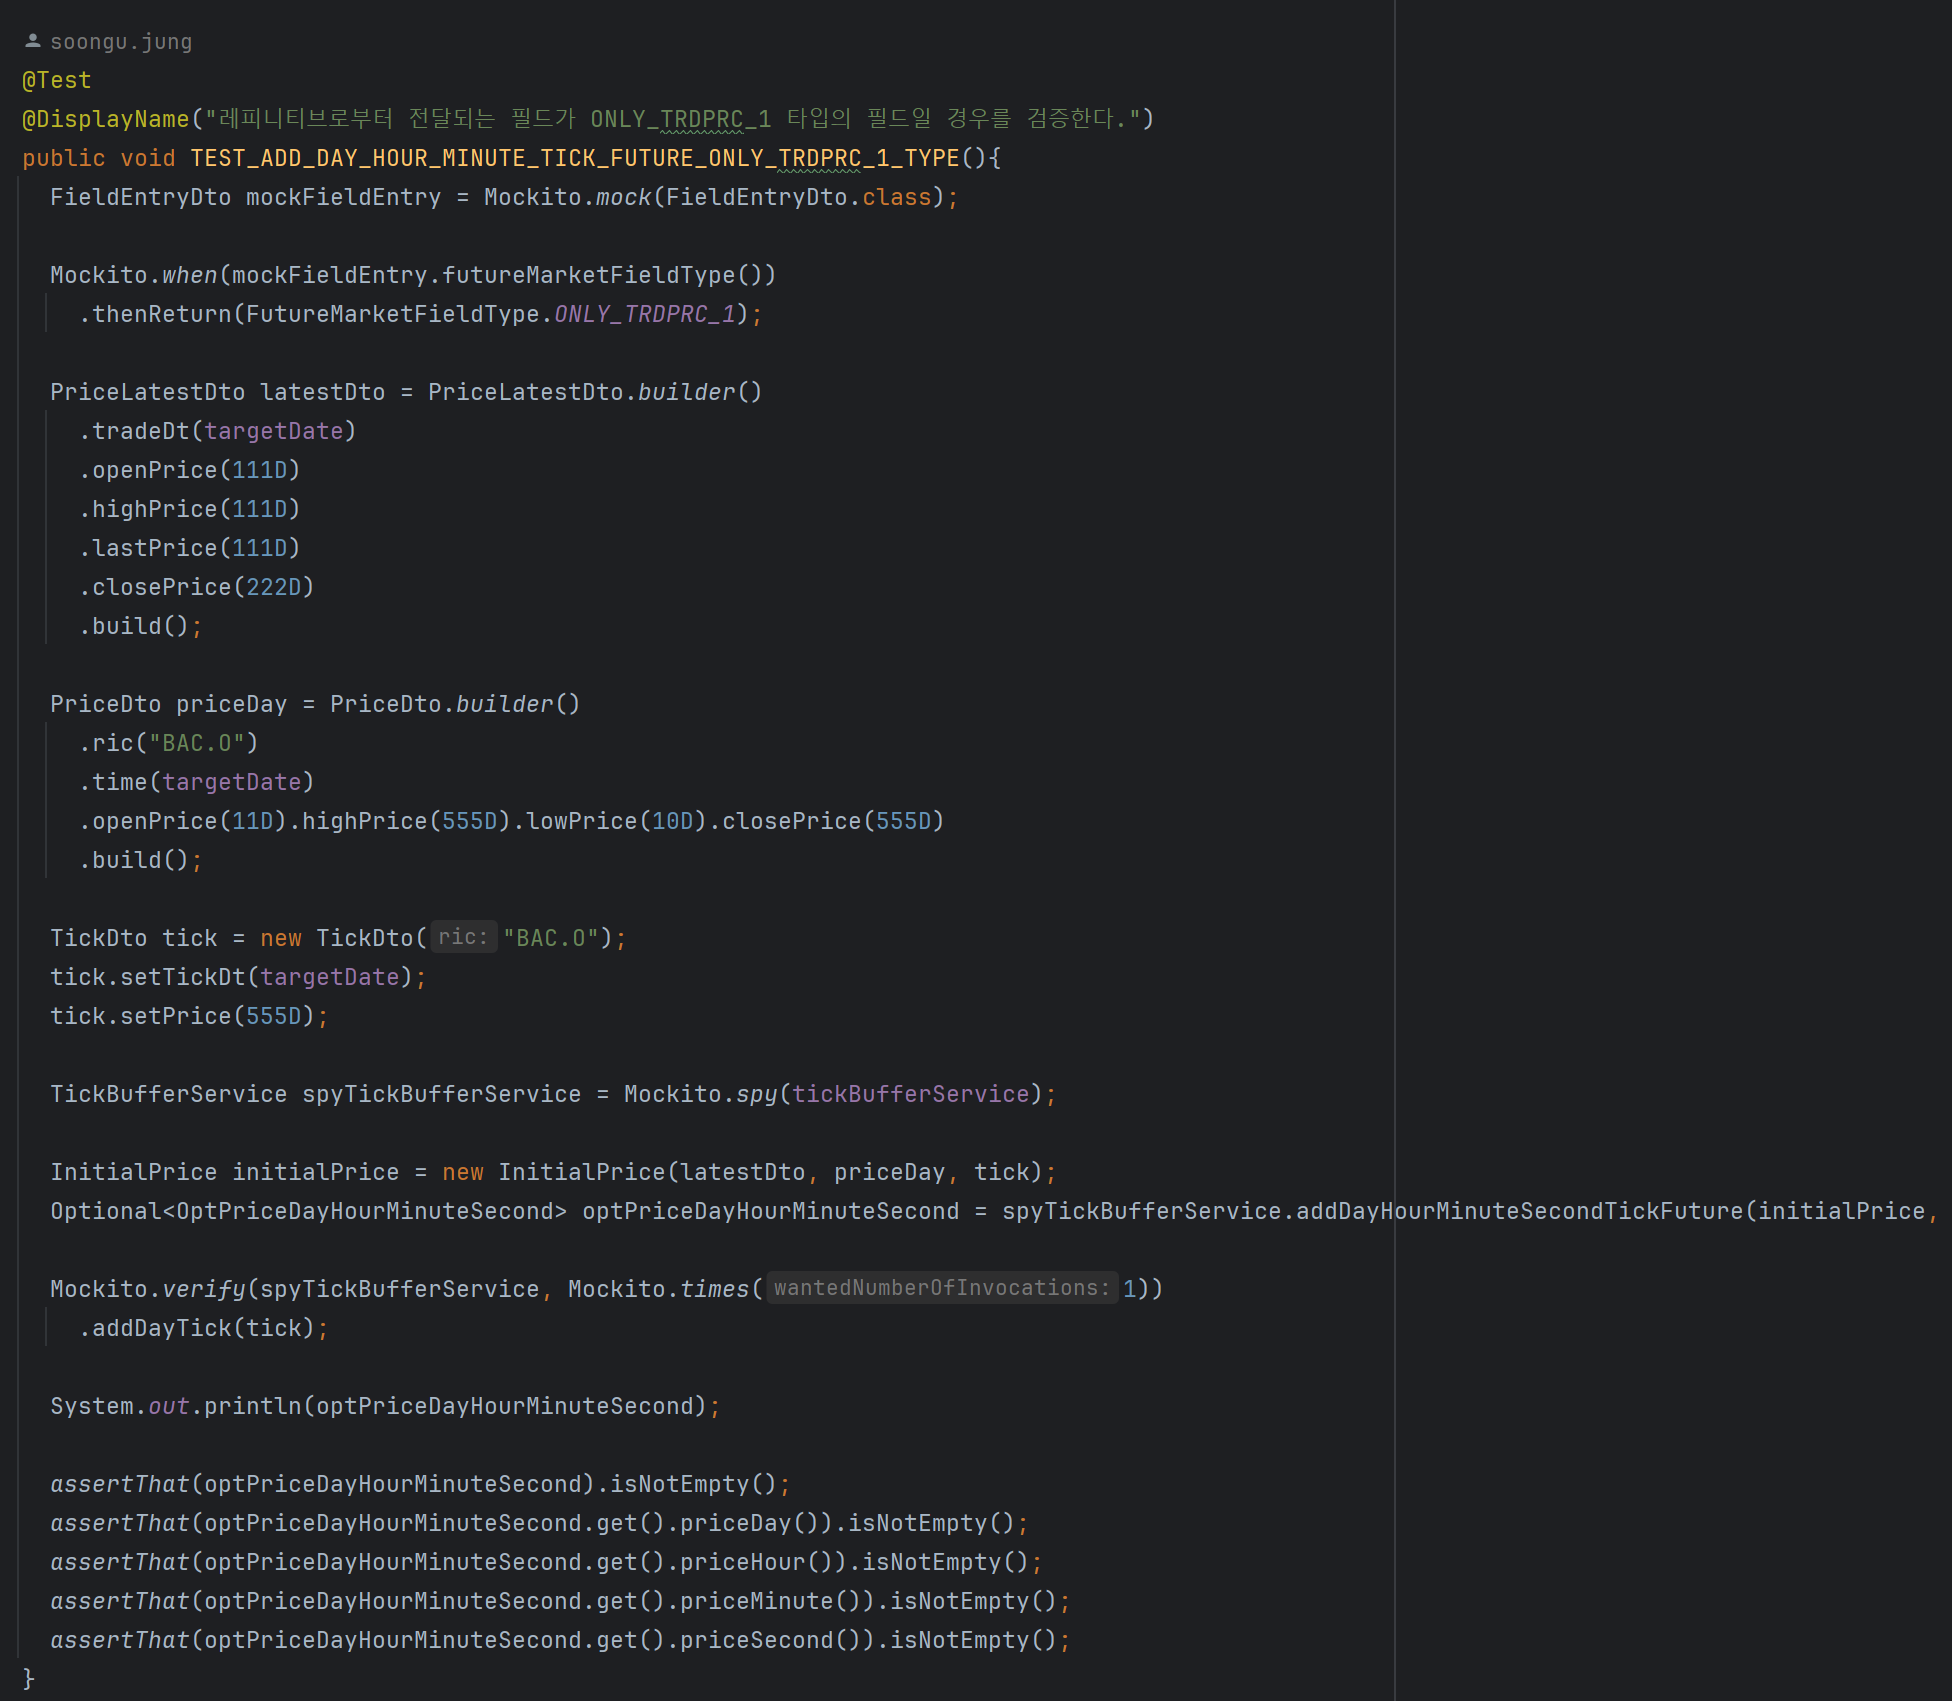 soongu.jung
@Test
@DisplayName("레피니티브로부터 전달되는 필드가 ONLY_TRDPRC_1 타입의 필드일 경우를 검증한다.")
public void TEST_ADD_DAY_HOUR_MINUTE_TICK_FUTURE_ONLY_TRDPRC_1_TYPE(){
FieldEntryDto mockFieldEntry = Mockito.mock(FieldEntryDto.class);
Mockito.when(mockFieldEntry.futureMarketFieldType())
.thenReturn(FutureMarketFieldType.ONLY_TRDPRC_1);
PriceLatestDto latestDto = PriceLatestDto.builder()
.tradeDt(targetDate)
.openPrice(111D)
.highPrice(111D)
.lastPrice(111D)
.closePrice(222D)
.build();
PriceDto priceDay = PriceDto.builder()
.ric("BAC.O")
.time(targetDate)
.openPrice(11D).highPrice(555D).lowPrice(10D).closePrice(555D)
.build();
TickDto tick = new TickDto( ric: "BAC.O");
tick.setTickDt(targetDate);
tick.setPrice(555D);
TickBufferService spyTickBufferService = Mockito.spy(tickBufferService);
InitialPrice initialPrice = new InitialPrice(latestDto, priceDay, tick);
Optional<OptPriceDayHourMinuteSecond> optPriceDayHourMinuteSecond = spyTickBufferService.addDayHourMinuteSecondTickFuture(initialPrice,
Mockito.verify(spyTickBufferService, Mockito.times( wantedNumberOfInvocations: 1))
.addDayTick(tick);
System.out.println(optPriceDayHourMinuteSecond);
assertThat(optPriceDayHourMinuteSecond).isNotEmpty();
assertThat(optPriceDayHourMinuteSecond.get().priceDay()).isNotEmpty();
assertThat(optPriceDayHourMinuteSecond.get().priceHour()).isNotEmpty();
assertThat(optPriceDayHourMinuteSecond.get().priceMinute()).isNotEmpty();
assertThat(optPriceDayHourMinuteSecond.get().priceSecond()).isNotEmpty();
}